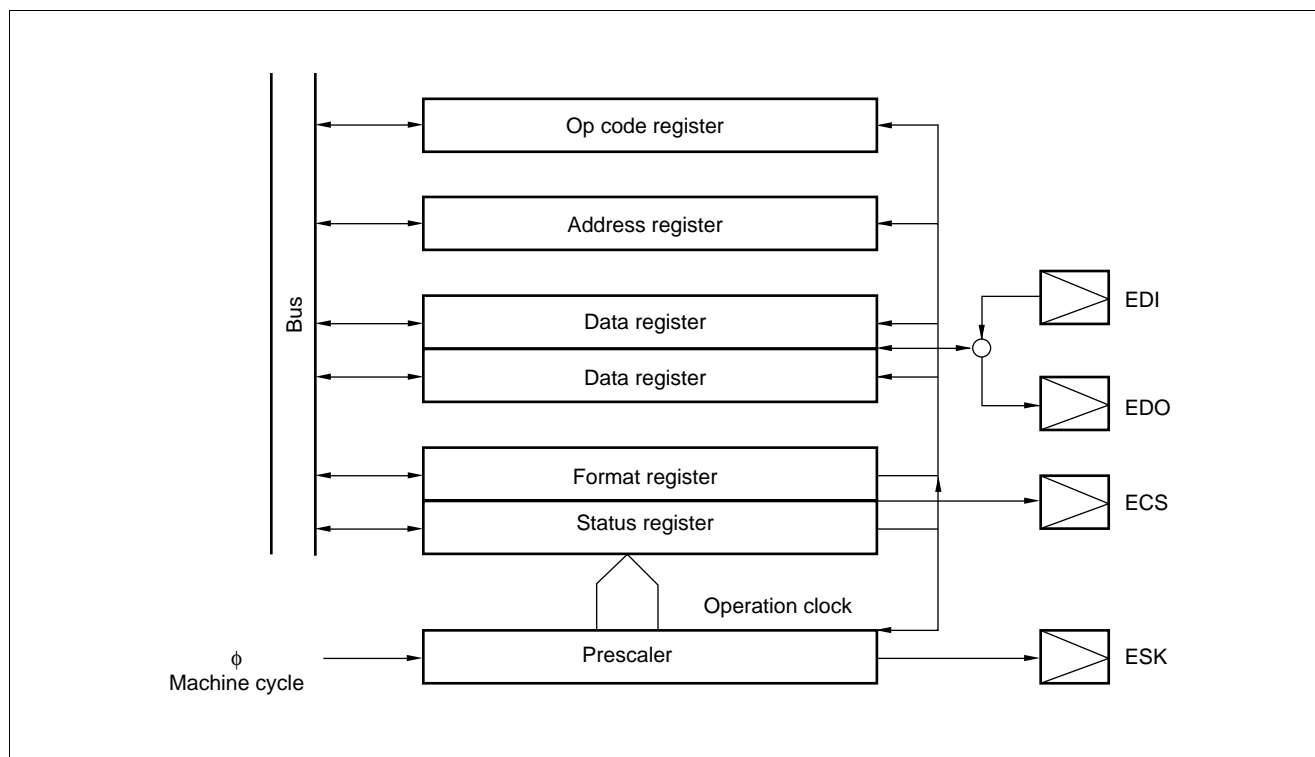 Op code register
Address register
Bus
Data register
EDI
Data register
EDO
Format register
ECS
Status register
Operation clock
Prescaler
ESK
ϕ
Machine cycle